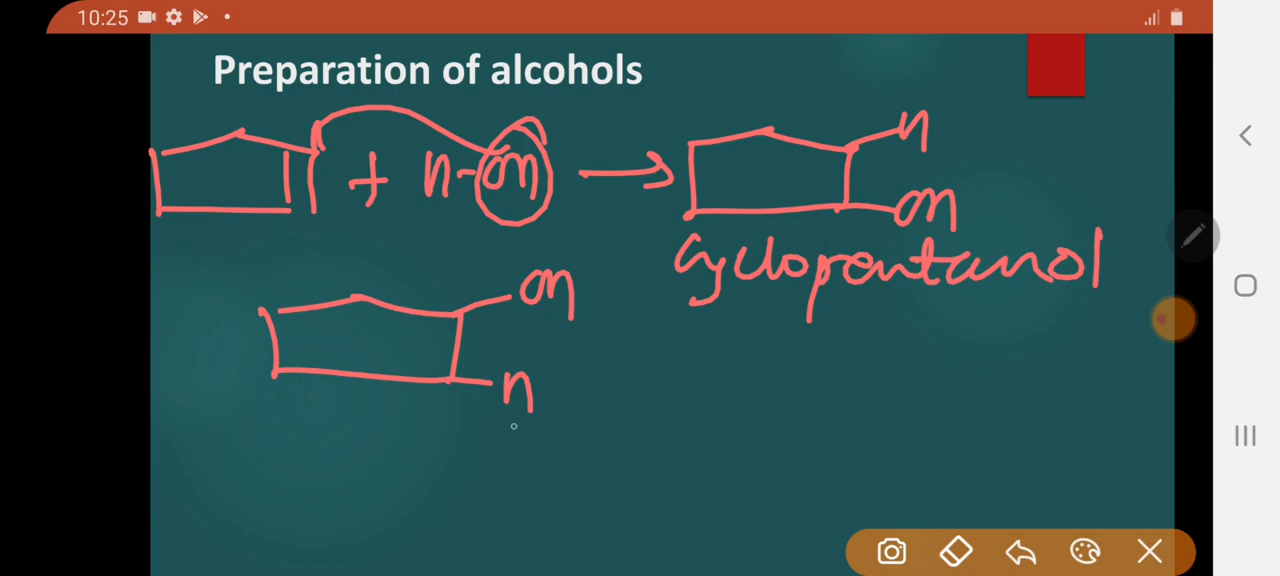 10:25
Preparation of alcohols
+ H-OH → H
OH
Cyclopentanol
OH
H